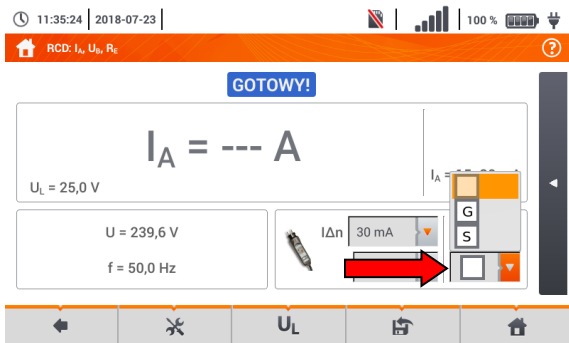 11:35:24 2018-07-23 100 %
RCD: IA, UB, RE ?
GOTOWY!
IA = --- A
IA =
UL = 25,0 V
G
S
U = 239,6 V
IΔn 30 mA
f = 50,0 Hz
UL